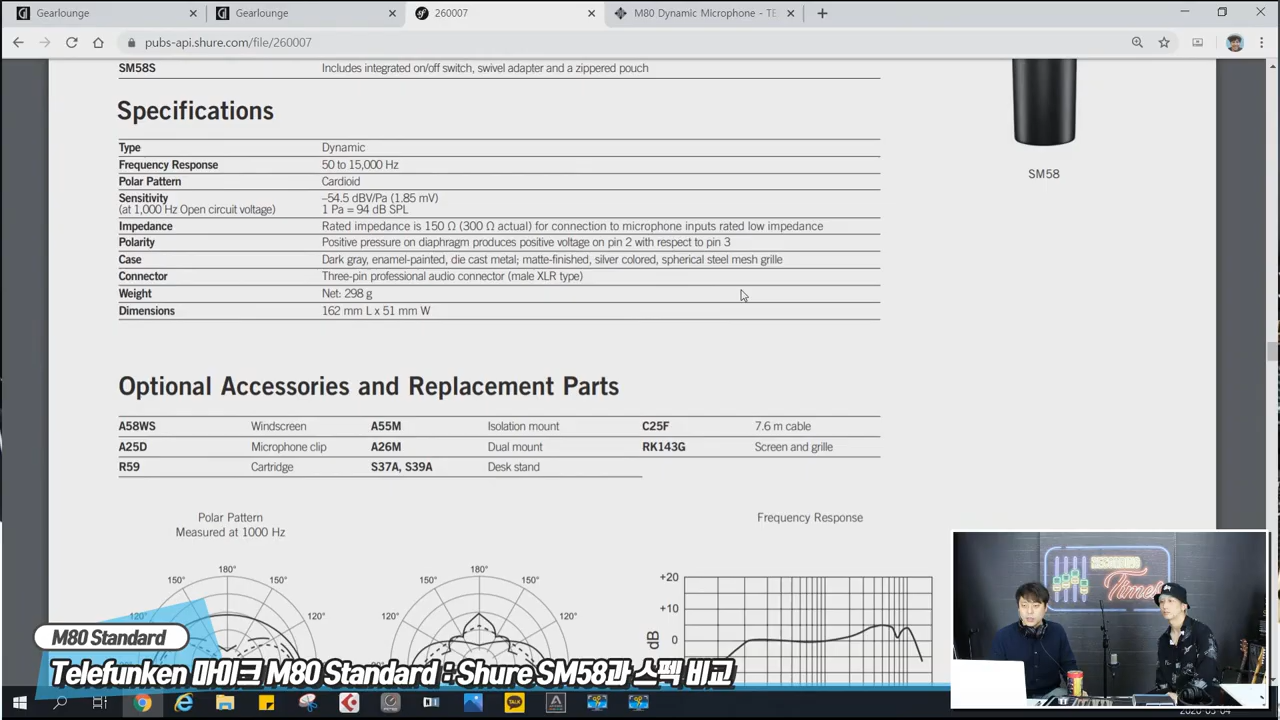 Gearlounge
Gearlounge
260007
M80 Dynamic Microphone - TE
pubs-api.shure.com/file/260007
SM58S Includes integrated on/off switch, swivel adapter and a zippered pouch
Specifications
Type Dynamic
Frequency Response 50 to 15,000 Hz
Polar Pattern Cardioid
Sensitivity –54.5 dBV/Pa (1.85 mV)
(at 1,000 Hz Open circuit voltage) 1 Pa = 94 dB SPL
Impedance Rated impedance is 150 Ω (300 Ω actual) for connection to microphone inputs rated low impedance
Polarity Positive pressure on diaphragm produces positive voltage on pin 2 with respect to pin 3
Case Dark gray, enamel-painted, die cast metal; matte-finished, silver colored, spherical steel mesh grille
Connector Three-pin professional audio connector (male XLR type)
Weight Net: 298 g
Dimensions 162 mm L x 51 mm W
SM58
Optional Accessories and Replacement Parts
A58WS Windscreen A55M Isolation mount C25F 7.6 m cable
A25D Microphone clip A26M Dual mount RK143G Screen and grille
R59 Cartridge S37A, S39A Desk stand
Polar Pattern
Measured at 1000 Hz
Frequency Response
180° 180°
150° 150° 150° 150°
120° 120° 120° 120°
+20
+10
0
dB
Times
M80 Standard
Telefunken 마이크 M80 Standard : Shure SM58과 스펙 비교
TALK
2020-03-04